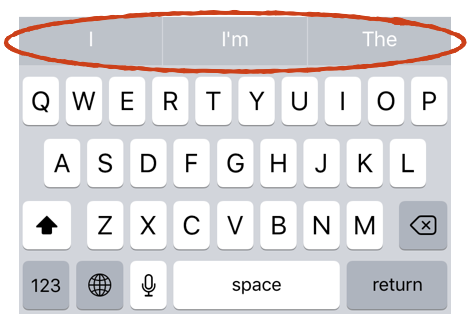 I I'm The
Q W E R T Y U I O P
A S D F G H J K L
Z X C V B N M
123 space return